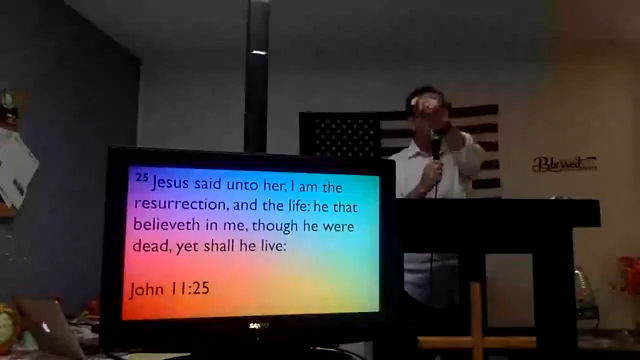 25 Jesus said unto her, I am the
resurrection, and the life: he that
believeth in me, though he were
dead, yet shall he live:
John 11:25
SANYO
Blessed